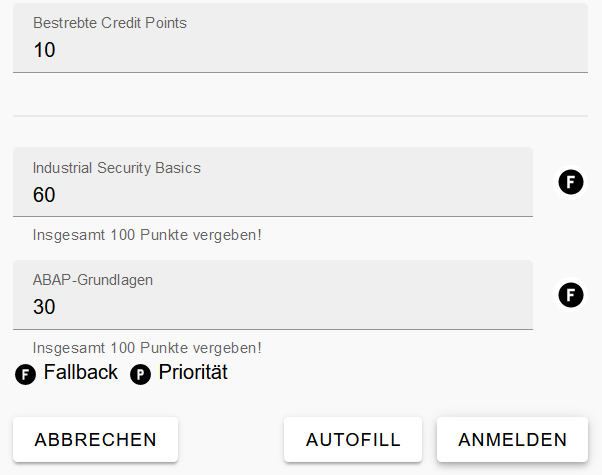 Bestrebte Credit Points
10
Industrial Security Basics
60
F
Insgesamt 100 Punkte vergeben!
ABAP-Grundlagen
30
F
Insgesamt 100 Punkte vergeben!
F Fallback P Priorität
ABBRECHEN AUTOFILL ANMELDEN